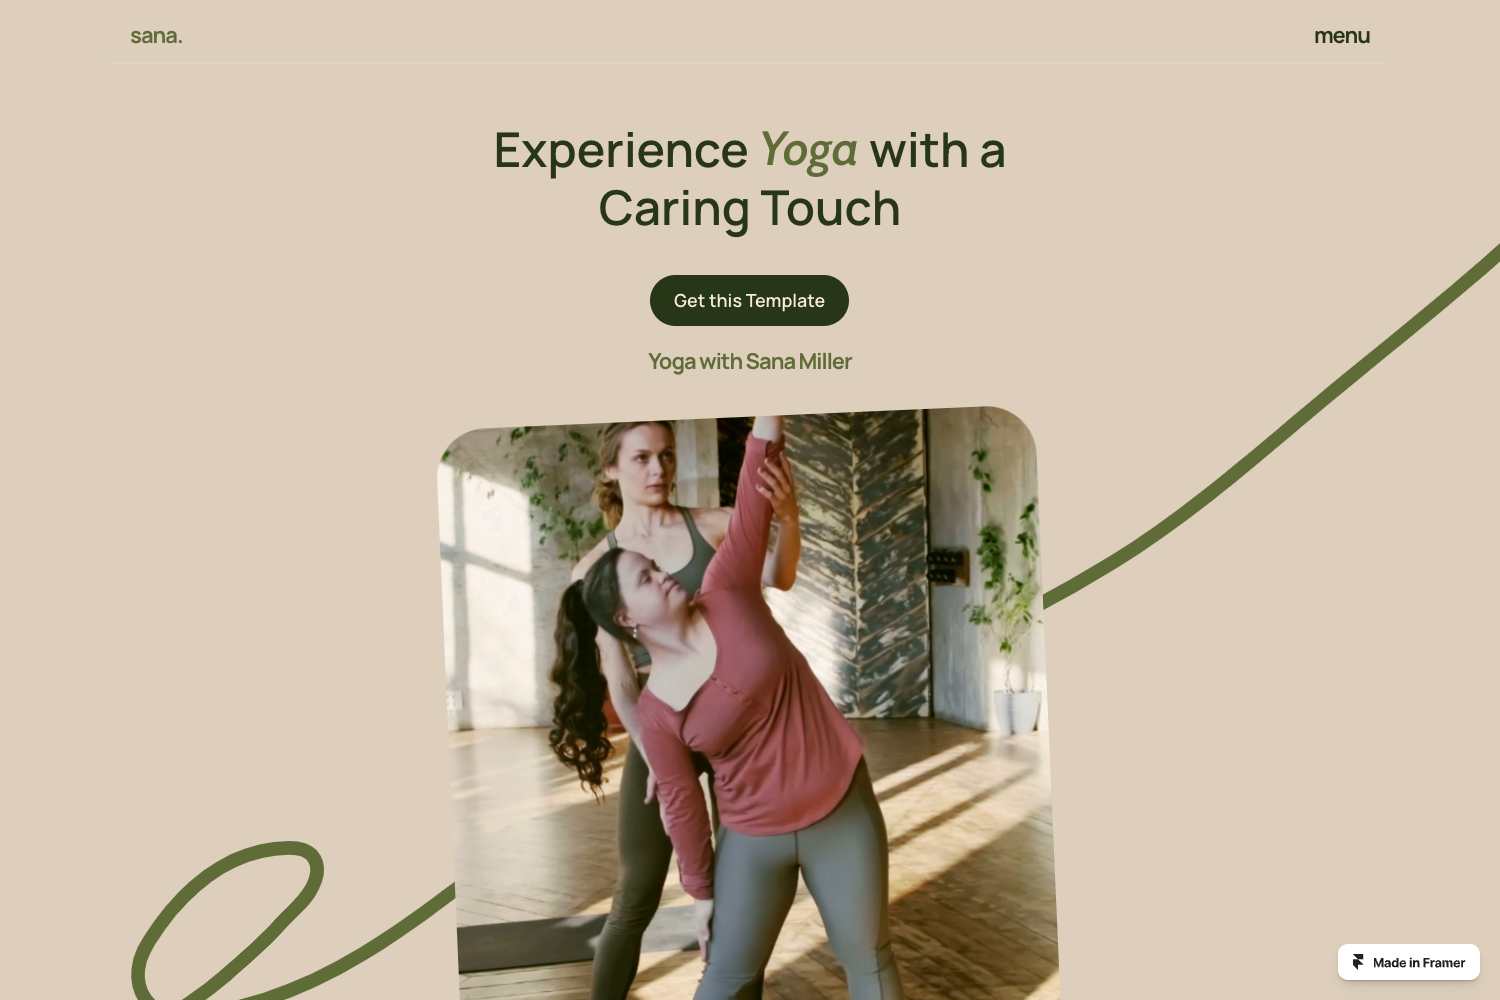 sana.
menu
Experience Yoga with a
Caring Touch
Get this Template
Yoga with Sana Miller
Made in Framer